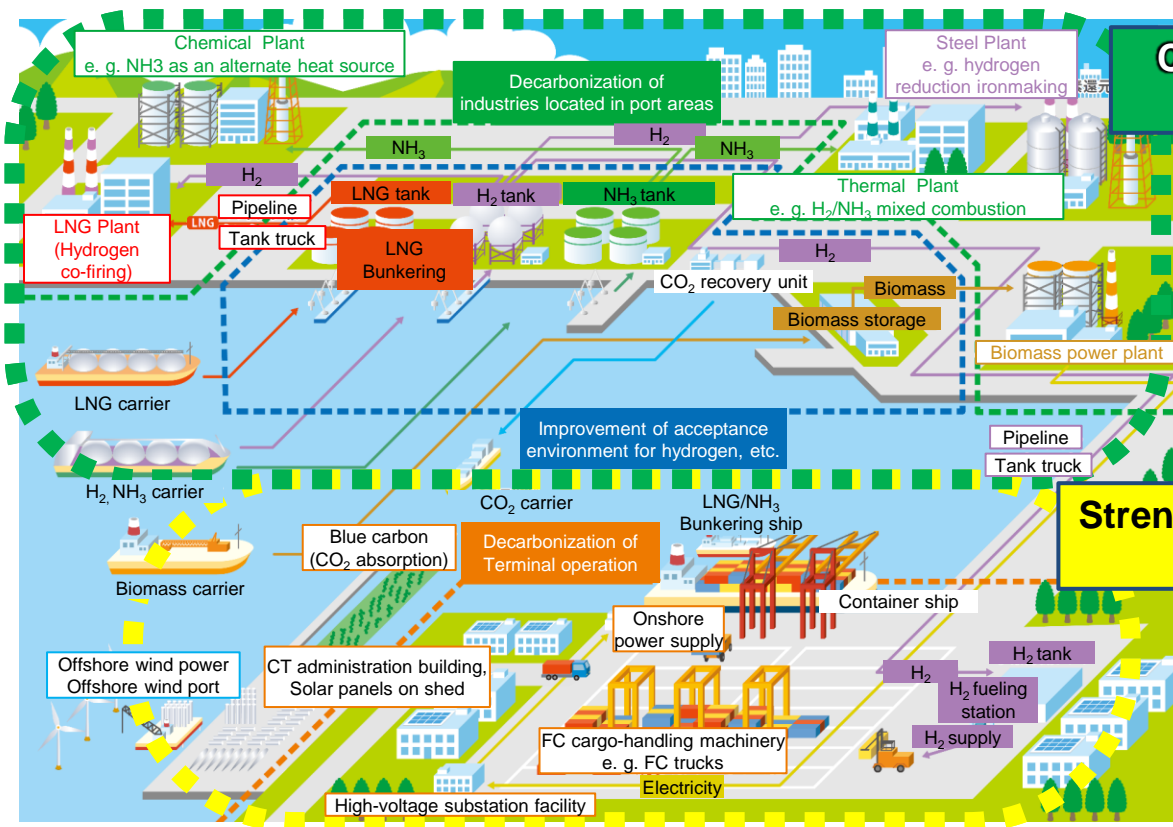 Chemical Plant
e. g. NH3 as an alternate heat source
Steel Plant
e. g. hydrogen
reduction ironmaking
還元
Decarbonization of
industries located in port areas
H₂
NH₃
NH₃
H₂
LNG tank
H₂ tank
NH₃ tank
Thermal Plant
e. g. H₂/NH₃ mixed combustion
Pipeline
LNG
Tank truck
LNG Plant
(Hydrogen
co-firing)
LNG
Bunkering
H₂
CO₂ recovery unit
Biomass
Biomass storage
Biomass power plant
LNG carrier
Improvement of acceptance
environment for hydrogen, etc.
Pipeline
Tank truck
H₂, NH₃ carrier
CO₂ carrier
LNG/NH₃
Bunkering ship
Stren
Blue carbon
(CO₂ absorption)
Decarbonization of
Terminal operation
Biomass carrier
Container ship
Onshore
power supply
Offshore wind power
Offshore wind port
CT administration building,
Solar panels on shed
H₂ tank
H₂
H₂ fueling
station
H₂ supply
FC cargo-handling machinery
e. g. FC trucks
Electricity
High-voltage substation facility